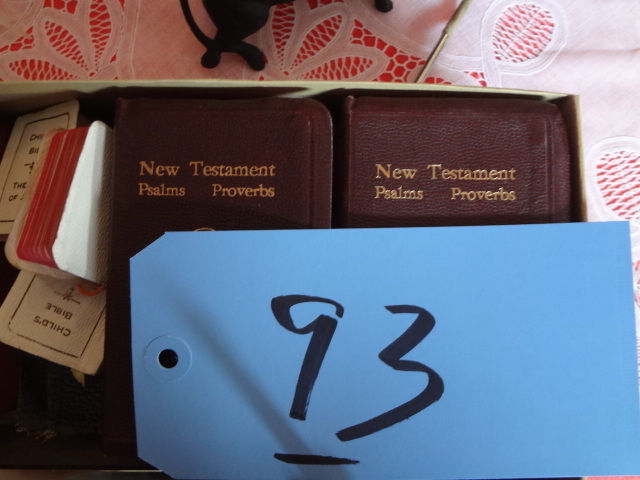 New Testament
Psalms Proverbs
New Testament
Psalms Proverbs
93
CHILD'S
BIBLE